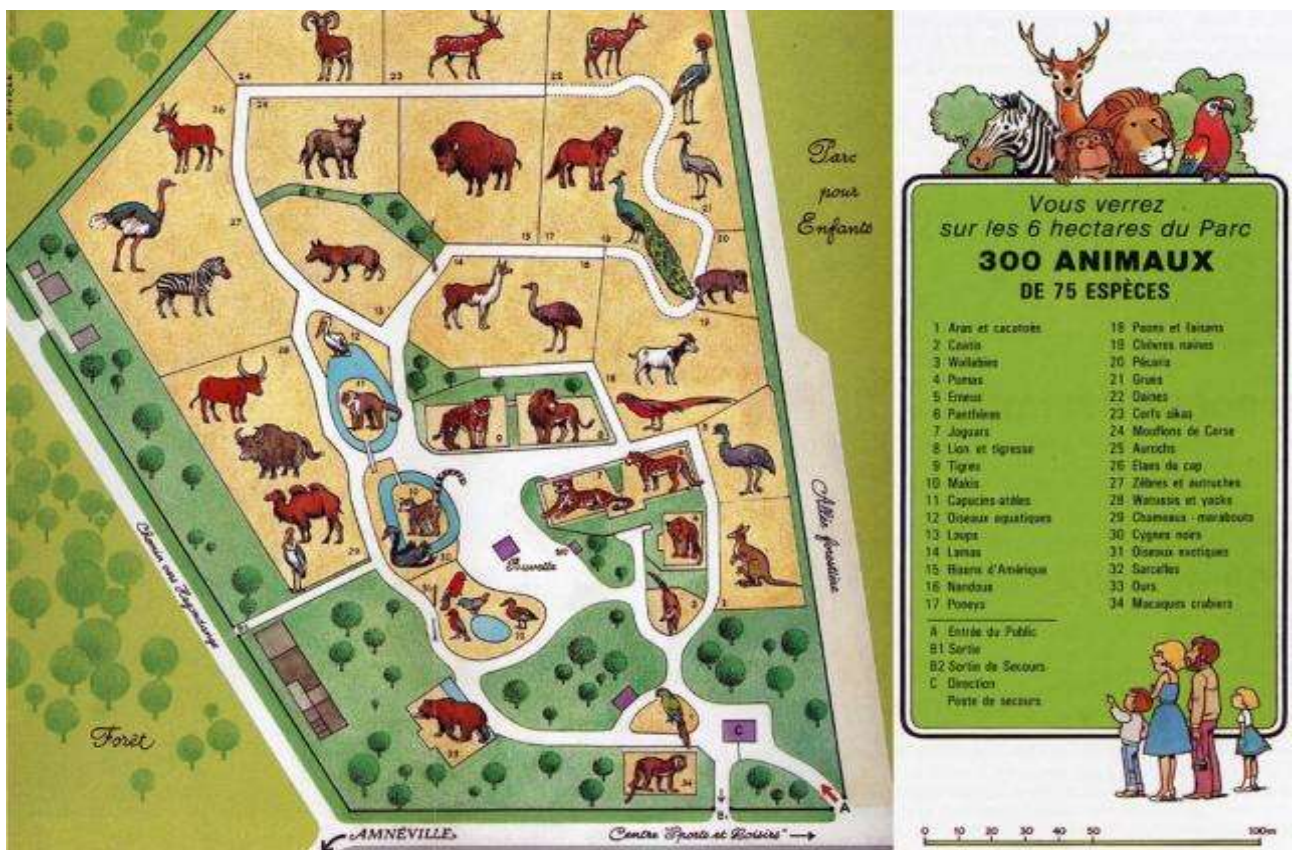 Parc
pour
Enfants
Allée forestière
Chemin vers Hagondange
Forêt
Buvette
AMNÉVILLE
Centre "Sports et Loisirs"
A
C
Vous verrez
sur les 6 hectares du Parc
300 ANIMAUX
DE 75 ESPÈCES
1 Aras et cacatoès
2 Coatis
3 Wallabies
4 Pumas
5 Emeus
6 Panthères
7 Jaguars
8 Lion et tigresse
9 Tigres
10 Makis
11 Capucins-atèles
12 Oiseaux aquatiques
13 Loups
14 Lamas
15 Bisons d'Amérique
16 Nandous
17 Poneys
18 Paons et faisans
19 Chèvres naines
20 Pécaris
21 Grues
22 Daines
23 Cerfs sikas
24 Mouflons de Corse
25 Aurochs
26 Elans du cap
27 Zèbres et autruches
28 Watussis et yacks
29 Chameaux - marabouts
30 Cygnes noirs
31 Oiseaux exotiques
32 Sarcelles
33 Ours
34 Macaques crabiers
A Entrée du Public
B1 Sortie
B2 Sortie de Secours
C Direction
Poste de secours
0 10 20 30 40 50 100m